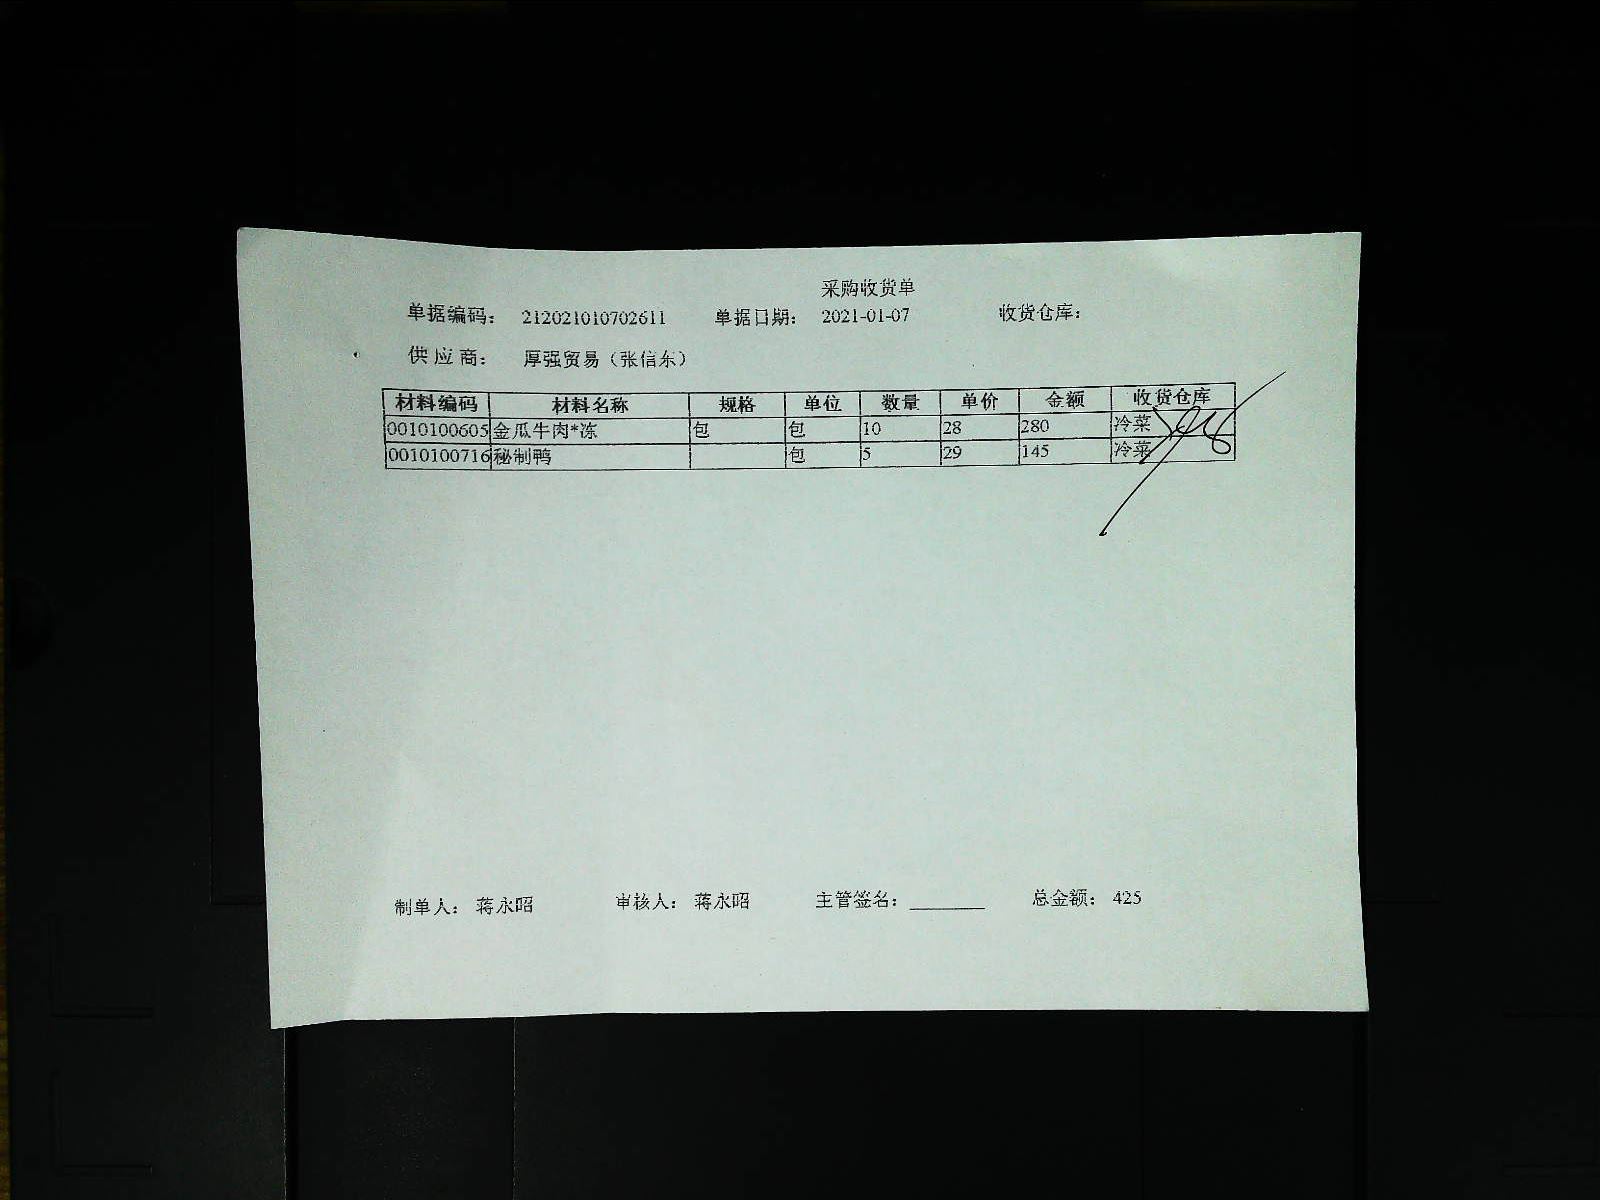 采购收货单
单据编码： 212021010702611 单据日期： 2021-01-07 收货仓库：
供应商： 厚强贸易（张信东）
材料编码 材料名称 规格 单位 数量 单价 金额 收货仓库
0010100605 金瓜牛肉*冻 包 包 10 28 280 冷菜
0010100716 秘制鸭 包 5 29 145 冷菜
制单人： 蒋永昭 审核人： 蒋永昭 主管签名：________ 总金额： 425